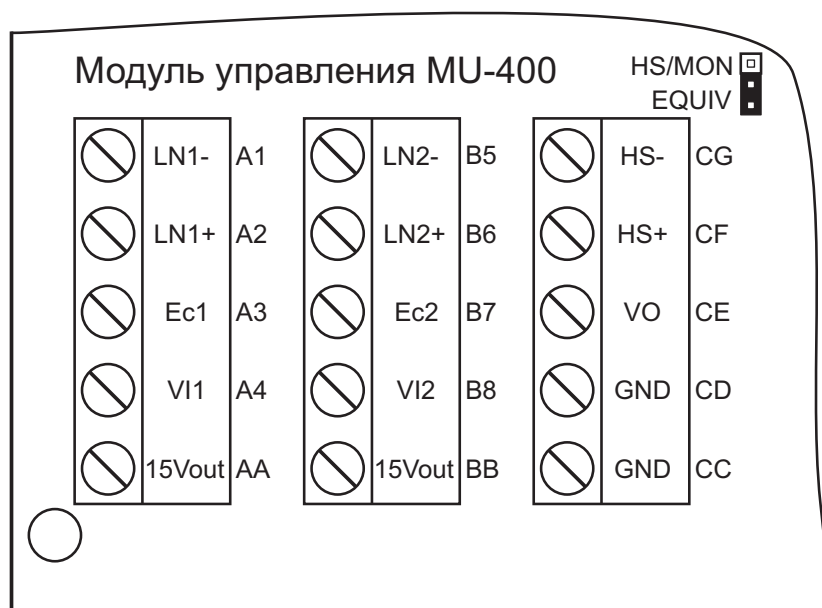 Модуль управления MU-400
HS/MON
EQUIV
LN1- A1 LN2- B5 HS- CG
LN1+ A2 LN2+ B6 HS+ CF
Ec1 A3 Ec2 B7 VO CE
VI1 A4 VI2 B8 GND CD
15Vout AA 15Vout BB GND CC